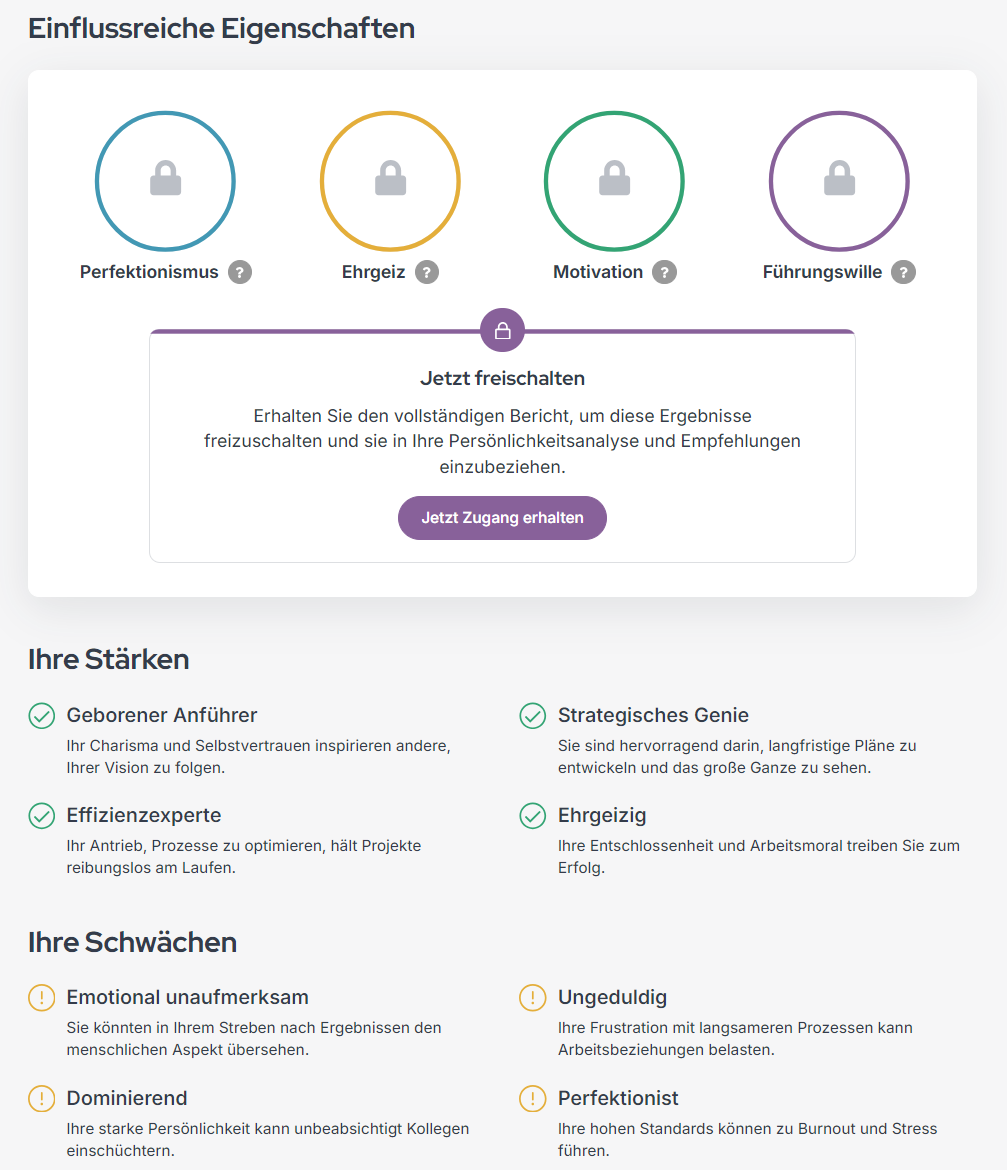 Einflussreiche Eigenschaften
Perfektionismus ?
Ehrgeiz ?
Motivation ?
Führungswille ?
Jetzt freischalten
Erhalten Sie den vollständigen Bericht, um diese Ergebnisse
freizuschalten und sie in Ihre Persönlichkeitsanalyse und Empfehlungen
einzubeziehen.
Jetzt Zugang erhalten
Ihre Stärken
Geborener Anführer
Ihr Charisma und Selbstvertrauen inspirieren andere,
Ihrer Vision zu folgen.
Strategisches Genie
Sie sind hervorragend darin, langfristige Pläne zu
entwickeln und das große Ganze zu sehen.
Effizienzexperte
Ihr Antrieb, Prozesse zu optimieren, hält Projekte
reibungslos am Laufen.
Ehrgeizig
Ihre Entschlossenheit und Arbeitsmoral treiben Sie zum
Erfolg.
Ihre Schwächen
Emotional unaufmerksam
Sie könnten in Ihrem Streben nach Ergebnissen den
menschlichen Aspekt übersehen.
Ungeduldig
Ihre Frustration mit langsameren Prozessen kann
Arbeitsbeziehungen belasten.
Dominierend
Ihre starke Persönlichkeit kann unbeabsichtigt Kollegen
einschüchtern.
Perfektionist
Ihre hohen Standards können zu Burnout und Stress
führen.